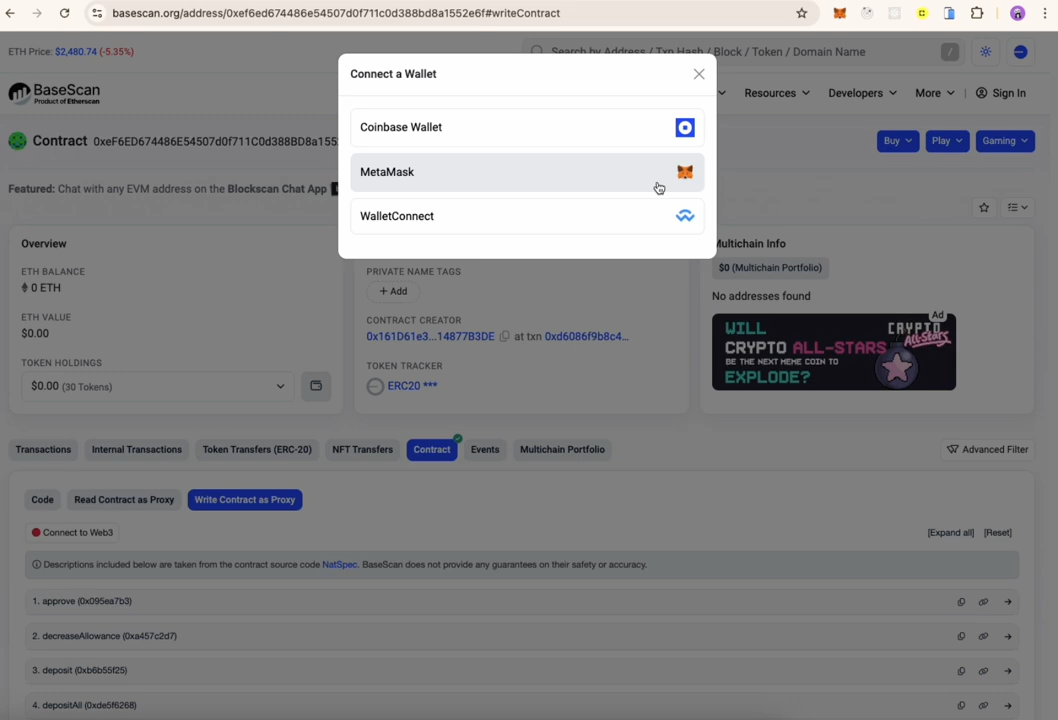 basescan.org/address/0xef6ed674486e54507d0f711c0d388bd8a1552e6f#writeContract
ETH Price: $2,480.74 (-5.35%)
Search by Address / Txn Hash / Block / Token / Domain Name
/
BaseScan
Product of Etherscan
Resources
Developers
More
Sign In
Connect a Wallet
Coinbase Wallet
MetaMask
WalletConnect
Contract 0xeF6ED674486E54507d0f711C0d388BD8a155
Buy
Play
Gaming
Featured: Chat with any EVM address on the Blockscan Chat App
Overview
ETH BALANCE
0 ETH
ETH VALUE
$0.00
TOKEN HOLDINGS
$0.00 (30 Tokens)
PRIVATE NAME TAGS
+ Add
CONTRACT CREATOR
0x161D61e3...14877B3DE at txn 0xd6086f9b8c4...
TOKEN TRACKER
ERC20 ***
Multichain Info
$0 (Multichain Portfolio)
No addresses found
Ad
WILL
CRYPTO ALL-STARS
BE THE NEXT MEME COIN TO
EXPLODE?
CRYPTO
All-Stars
Transactions
Internal Transactions
Token Transfers (ERC-20)
NFT Transfers
Contract
Events
Multichain Portfolio
Advanced Filter
Code
Read Contract as Proxy
Write Contract as Proxy
Connect to Web3
[Expand all]
[Reset]
Descriptions included below are taken from the contract source code NatSpec. BaseScan does not provide any guarantees on their safety or accuracy.
1. approve (0x095ea7b3)
2. decreaseAllowance (0xa457c2d7)
3. deposit (0xb6b55f25)
4. depositAll (0xde5f6268)